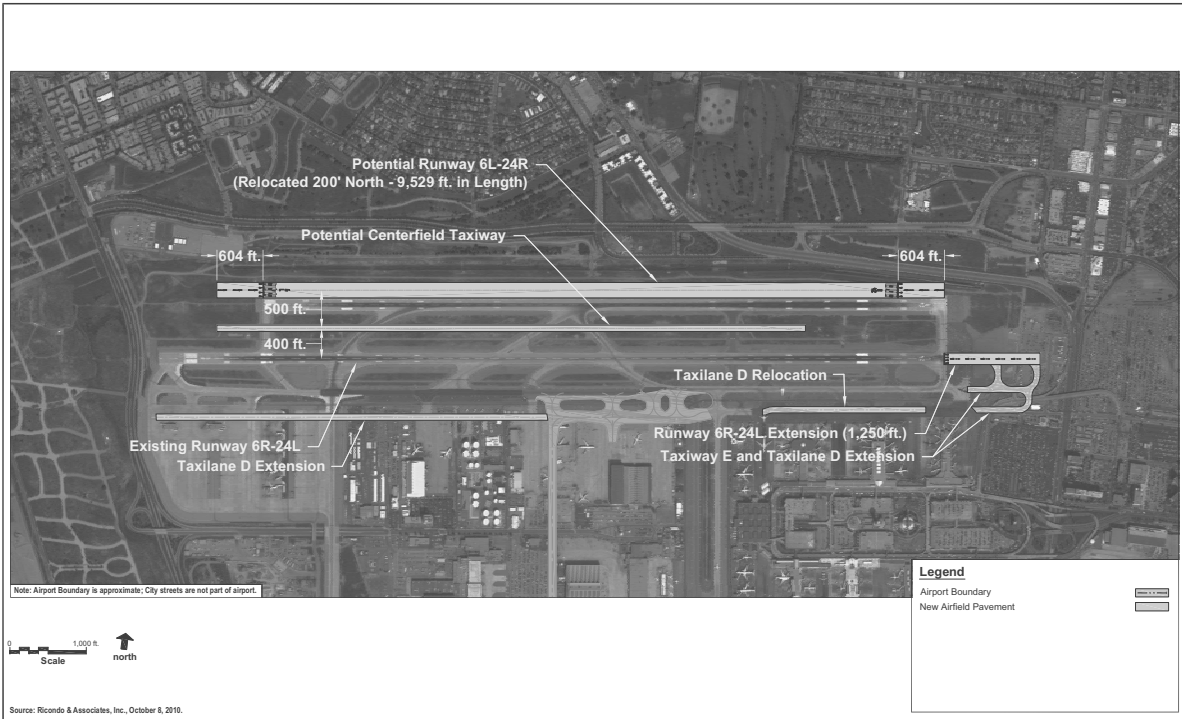 Potential Runway 6L-24R
(Relocated 200' North - 9,529 ft. in Length)
Potential Centerfield Taxiway
604 ft.
604 ft.
500 ft.
400 ft.
Taxilane D Relocation
Existing Runway 6R-24L
Taxilane D Extension
Runway 6R-24L Extension (1,250 ft.)
Taxiway E and Taxilane D Extension
Note: Airport Boundary is approximate; City streets are not part of airport.
Legend
Airport Boundary
New Airfield Pavement
0
1,000 ft.
Scale
north
Source: Ricondo & Associates, Inc., October 8, 2010.